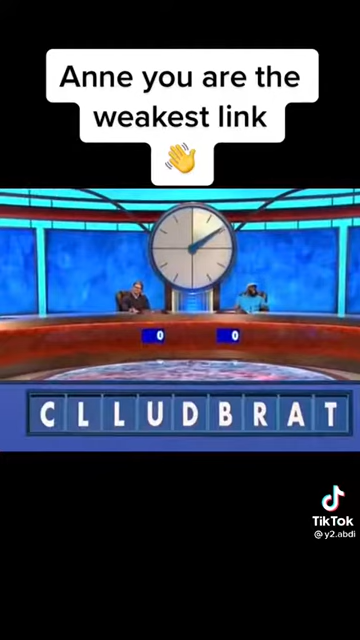 Anne you are the
weakest link
👋
0 0
CLLUDBRAT
TikTok
@y2.abdi